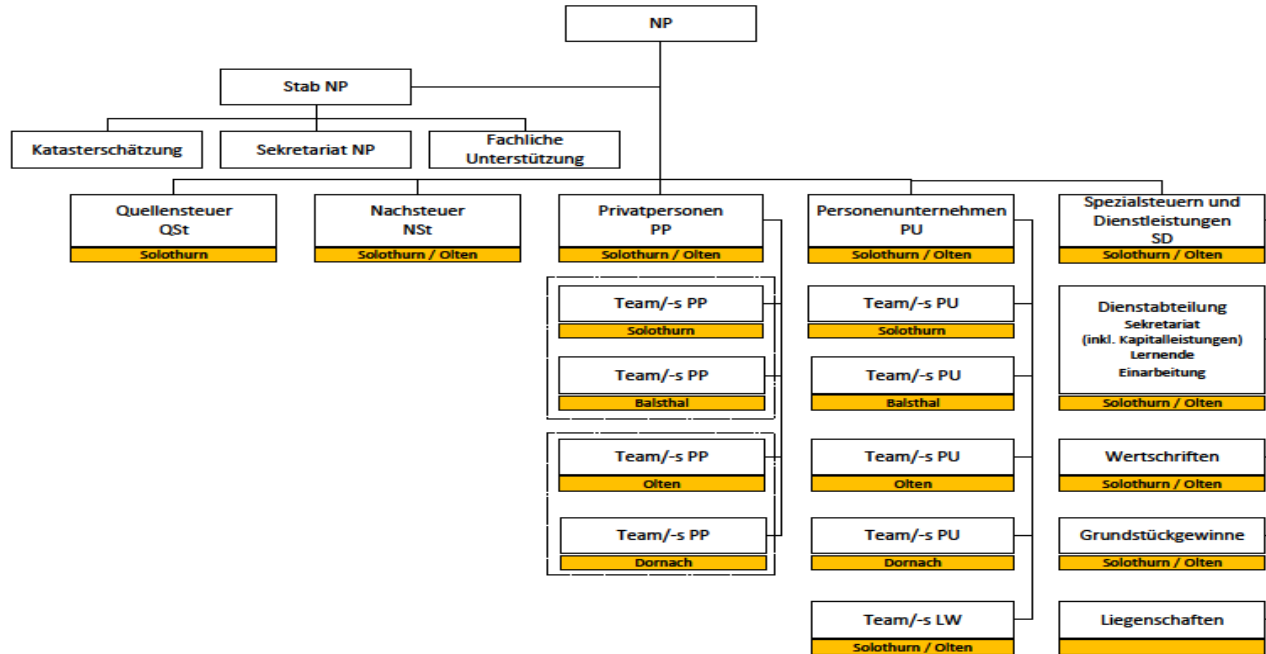 NP
Stab NP
Katasterschätzung
Sekretariat NP
Fachliche
Unterstützung
Quellensteuer
QSt
Solothurn
Nachsteuer
NSt
Solothurn / Olten
Privatpersonen
PP
Solothurn / Olten
Personenunternehmen
PU
Solothurn / Olten
Spezialsteuern und
Dienstleistungen
SD
Solothurn / Olten
Team/-s PP
Solothurn
Team/-s PP
Balsthal
Team/-s PP
Olten
Team/-s PP
Dornach
Team/-s PU
Solothurn
Team/-s PU
Balsthal
Team/-s PU
Olten
Team/-s PU
Dornach
Team/-s LW
Solothurn / Olten
Dienstabteilung
Sekretariat
(inkl. Kapitalleistungen)
Lernende
Einarbeitung
Solothurn / Olten
Wertschriften
Solothurn / Olten
Grundstückgewinne
Solothurn / Olten
Liegenschaften